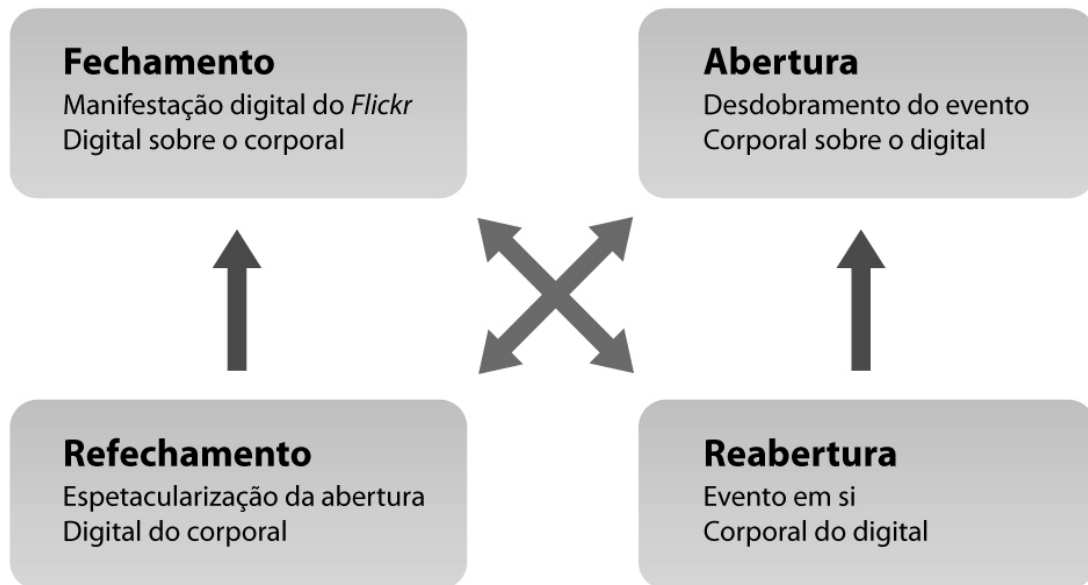 Fechamento
Manifestação digital do Flickr
Digital sobre o corporal
Abertura
Desdobramento do evento
Corporal sobre o digital
Refechamento
Espetacularização da abertura
Digital do corporal
Reabertura
Evento em si
Corporal do digital